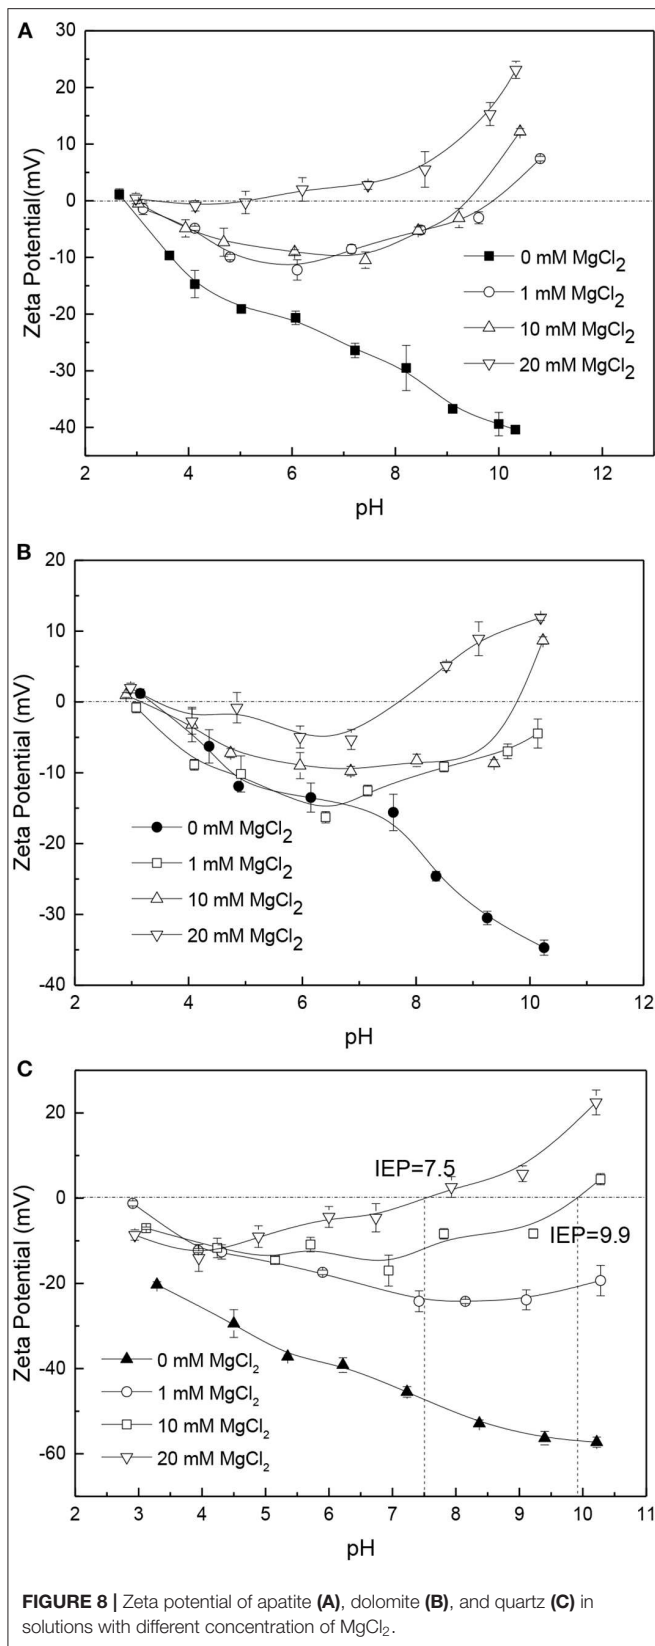 A
30
20
10
0
-10
-20
-30
-40
Zeta Potential(mV)
0 mM MgCl2
1 mM MgCl2
10 mM MgCl2
20 mM MgCl2
2 4 6 8 10 12
pH
B
20
10
0
-10
-20
-30
-40
Zeta Potential (mV)
0 mM MgCl2
1 mM MgCl2
10 mM MgCl2
20 mM MgCl2
2 4 6 8 10 12
pH
C
20
0
-20
-40
-60
Zeta Potential (mV)
IEP=7.5
IEP=9.9
0 mM MgCl₂
1 mM MgCl₂
10 mM MgCl₂
20 mM MgCl₂
2 3 4 5 6 7 8 9 10 11
pH
FIGURE 8 | Zeta potential of apatite (A), dolomite (B), and quartz (C) in
solutions with different concentration of MgCl₂.